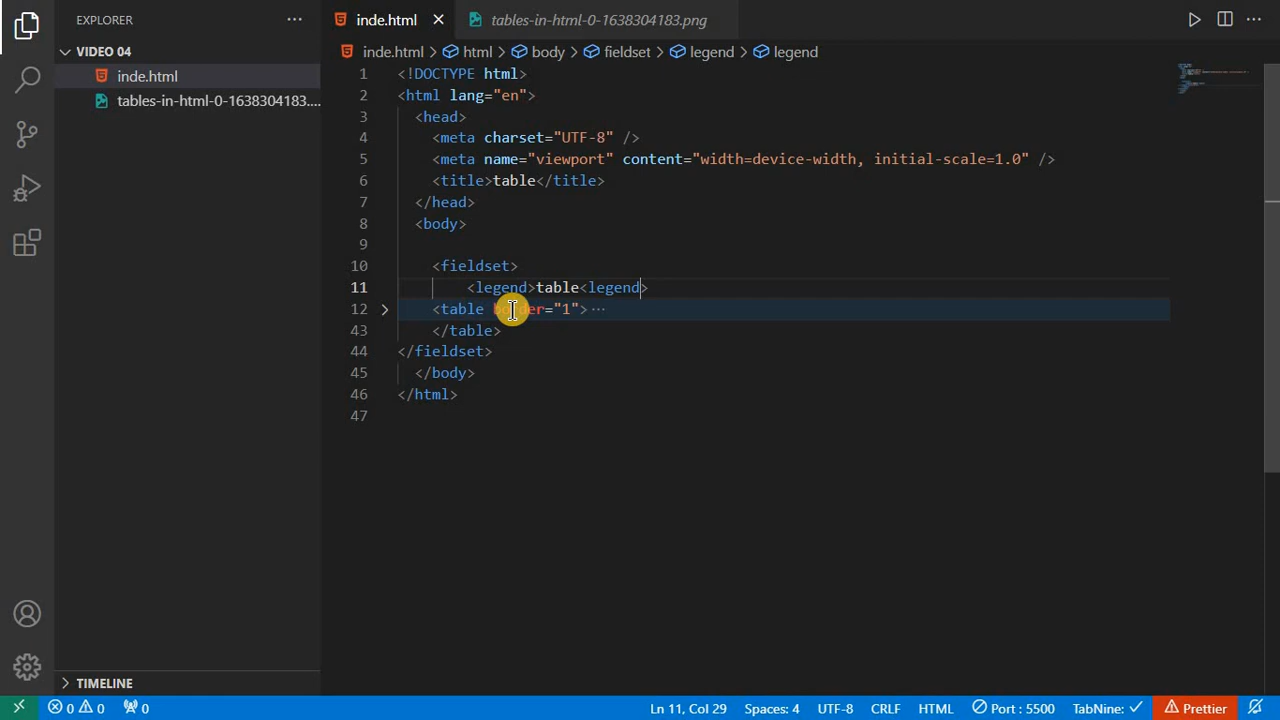 EXPLORER
inde.html
tables-in-html-0-1638304183.png
VIDEO 04
inde.html > html > body > fieldset > legend > legend
inde.html
tables-in-html-0-1638304183....
1 <!DOCTYPE html>
2 <html lang="en">
3 <head>
4 <meta charset="UTF-8" />
5 <meta name="viewport" content="width=device-width, initial-scale=1.0" />
6 <title>table</title>
7 </head>
8 <body>
9
10 <fieldset>
11 <legend>table<legend>
12 <table border="1"> ...
43 </table>
44 </fieldset>
45 </body>
46 </html>
47
TIMELINE
0 0 0 Ln 11, Col 29 Spaces: 4 UTF-8 CRLF HTML Port : 5500 TabNine: Prettier